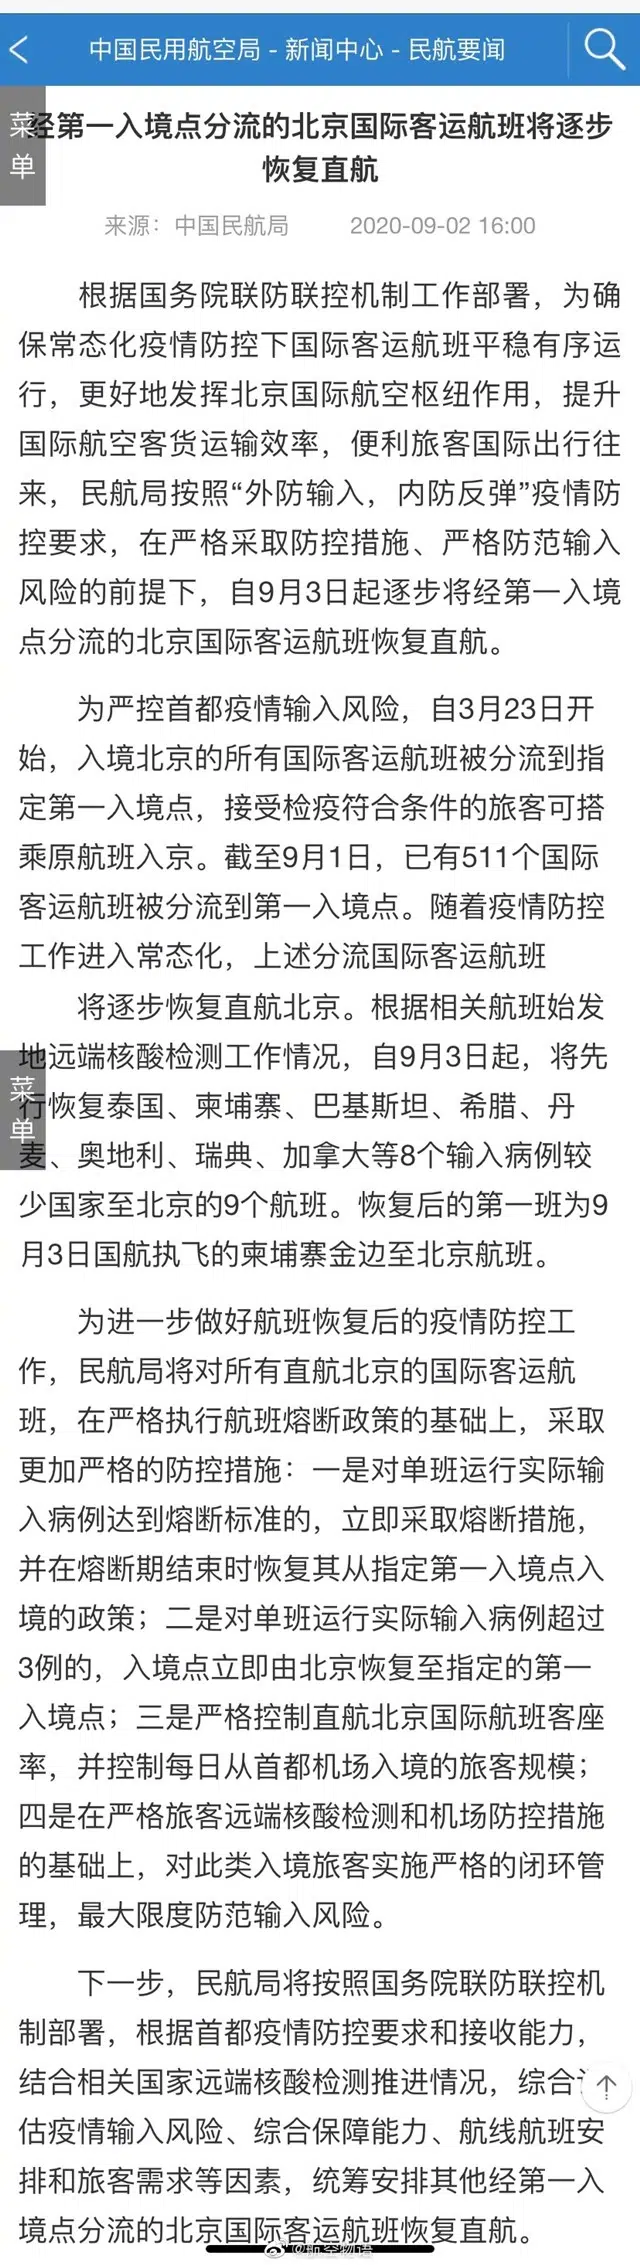 中国民用航空局 - 新闻中心 - 民航要闻
菜单
经第一入境点分流的北京国际客运航班将逐步
恢复直航
来源：中国民航局 2020-09-02 16:00
根据国务院联防联控机制工作部署，为确
保常态化疫情防控下国际客运航班平稳有序运
行，更好地发挥北京国际航空枢纽作用，提升
国际航空客货运输效率，便利旅客国际出行往
来，民航局按照“外防输入，内防反弹”疫情防
控要求，在严格采取防控措施、严格防范输入
风险的前提下，自9月3日起逐步将经第一入境
点分流的北京国际客运航班恢复直航。
为严控首都疫情输入风险，自3月23日开
始，入境北京的所有国际客运航班被分流到指
定第一入境点，接受检疫符合条件的旅客可搭
乘原航班入京。截至9月1日，已有511个国际
客运航班被分流到第一入境点。随着疫情防控
工作进入常态化，上述分流国际客运航班
将逐步恢复直航北京。根据相关航班始发
地远端核酸检测工作情况，自9月3日起，将先
菜单
行恢复泰国、柬埔寨、巴基斯坦、希腊、丹
麦、奥地利、瑞典、加拿大等8个输入病例较
少国家至北京的9个航班。恢复后的第一班为9
月3日国航执飞的柬埔寨金边至北京航班。
为进一步做好航班恢复后的疫情防控工
作，民航局将对所有直航北京的国际客运航
班，在严格执行航班熔断政策的基础上，采取
更加严格的防控措施：一是对单班运行实际输
入病例达到熔断标准的，立即采取熔断措施，
并在熔断期结束时恢复其从指定第一入境点入
境的政策；二是对单班运行实际输入病例超过
3例的，入境点立即由北京恢复至指定的第一
入境点；三是严格控制直航北京国际航班客座
率，并控制每日从首都机场入境的旅客规模；
四是在严格旅客远端核酸检测和机场防控措施
的基础上，对此类入境旅客实施严格的闭环管
理，最大限度防范输入风险。
下一步，民航局将按照国务院联防联控机
制部署，根据首都疫情防控要求和接收能力，
结合相关国家远端核酸检测推进情况，综合评
估疫情输入风险、综合保障能力、航线航班安
排和旅客需求等因素，统筹安排其他经第一入
境点分流的北京国际客运航班恢复直航。
@航空物语